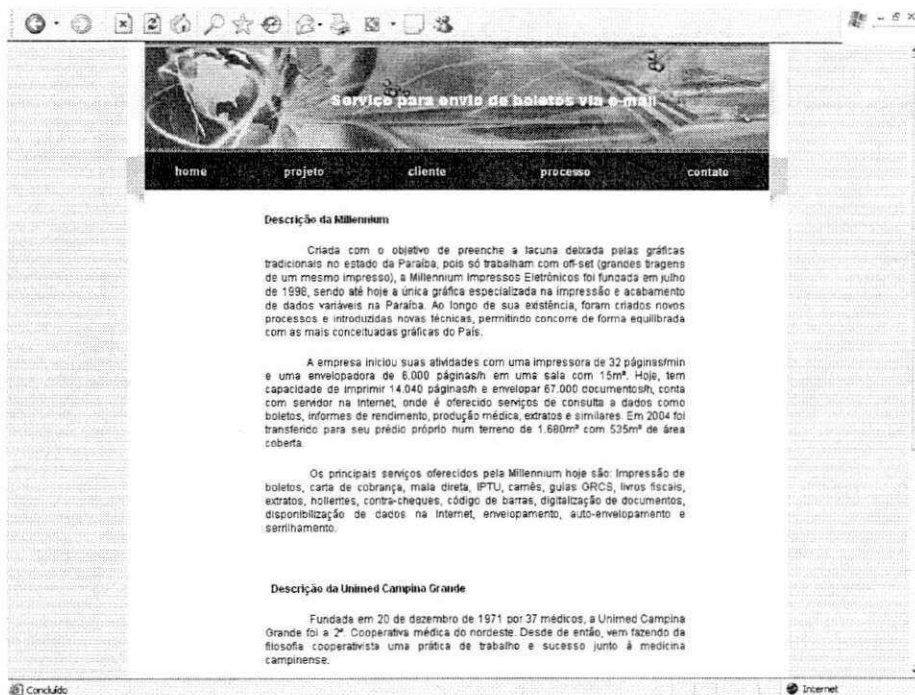 Serviço para envio de boletos via e-mail
home projeto cliente processo contato
Descrição da Millennium
Criada com o objetivo de preenche a lacuna deixada pelas gráficas
tradicionais no estado da Paraíba, pois só trabalham com off-set (grandes tiragens
de um mesmo impresso), a Millennium Impressos Eletrônicos foi fundada em julho
de 1998, sendo até hoje a única gráfica especializada na impressão e acabamento
de dados variáveis na Paraíba. Ao longo de sua existência, foram criados novos
processos e introduzidas novas técnicas, permitindo concorre de forma equilibrada
com as mais conceituadas gráficas do País.
A empresa iniciou suas atividades com uma impressora de 32 páginas/min
e uma envelopadora de 6.000 páginas/h em uma sala com 15m². Hoje, tem
capacidade de imprimir 14.040 páginas/h e envelopar 67.000 documentos/h, conta
com servidor na Internet, onde é oferecido serviços de consulta a dados como
boletos, informes de rendimento, produção médica, extratos e similares. Em 2004 foi
transferido para seu prédio próprio num terreno de 1.680m² com 535m² de área
coberta.
Os principais serviços oferecidos pela Millennium hoje são: Impressão de
boletos, carta de cobrança, mala direta, IPTU, carnês, guias GRCS, livros fiscais,
extratos, hollerites, contra-cheques, código de barras, digitalização de documentos,
disponibilização de dados na Internet, envelopamento, auto-envelopamento e
serrilhamento.
Descrição da Unimed Campina Grande
Fundada em 20 de dezembro de 1971 por 37 médicos, a Unimed Campina
Grande foi a 2ª. Cooperativa médica do nordeste. Desde de então, vem fazendo da
filosofia cooperativista uma prática de trabalho e sucesso junto à medicina
campinense.
Concluído Internet